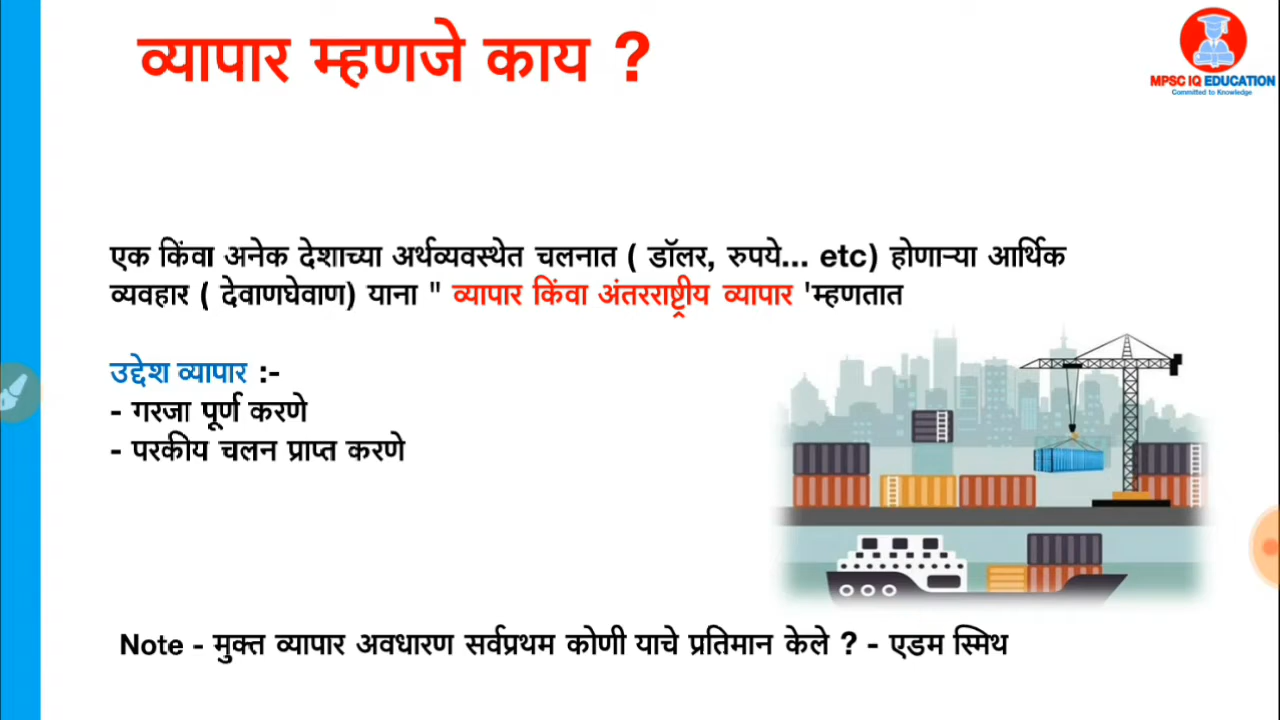 व्यापार म्हणजे काय ?
MPSC IQ EDUCATION
Committed to Knowledge
एक किंवा अनेक देशाच्या अर्थव्यवस्थेत चलनात ( डॉलर, रुपये... etc) होणाऱ्या आर्थिक
व्यवहार ( देवाणघेवाण) याना " व्यापार किंवा अंतरराष्ट्रीय व्यापार 'म्हणतात
उद्देश व्यापार :-
- गरजा पूर्ण करणे
- परकीय चलन प्राप्त करणे
Note - मुक्त व्यापार अवधारण सर्वप्रथम कोणी याचे प्रतिमान केले ? - एडम स्मिथ